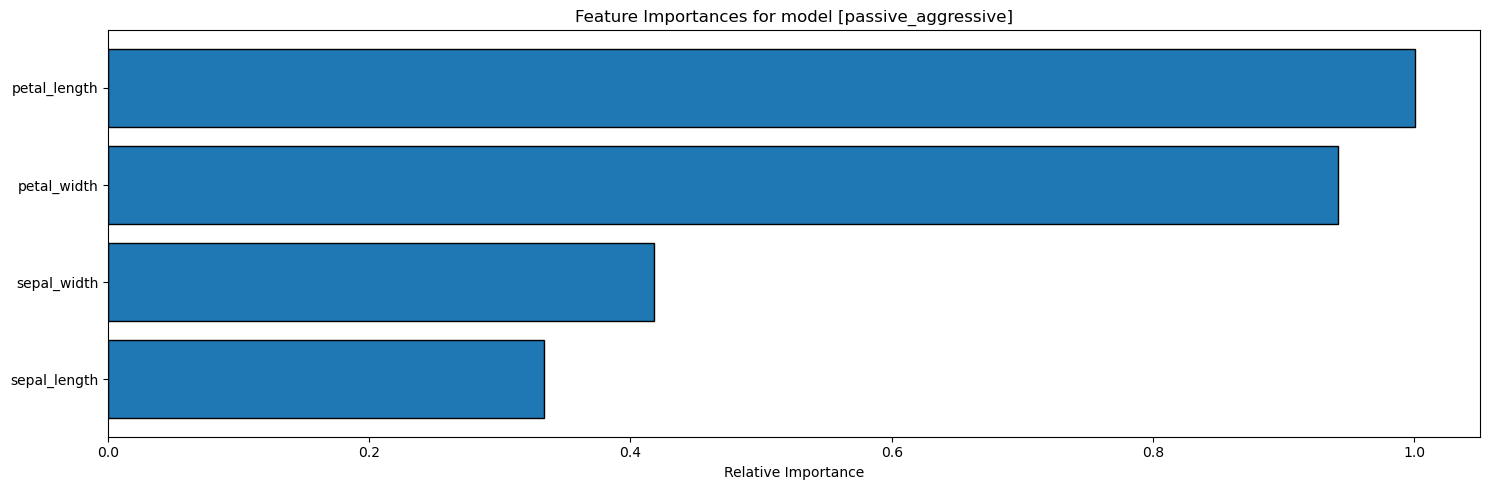 Feature Importances for model [passive_aggressive]
petal_length
petal_width
sepal_width
sepal_length
0.0 0.2 0.4 0.6 0.8 1.0
Relative Importance